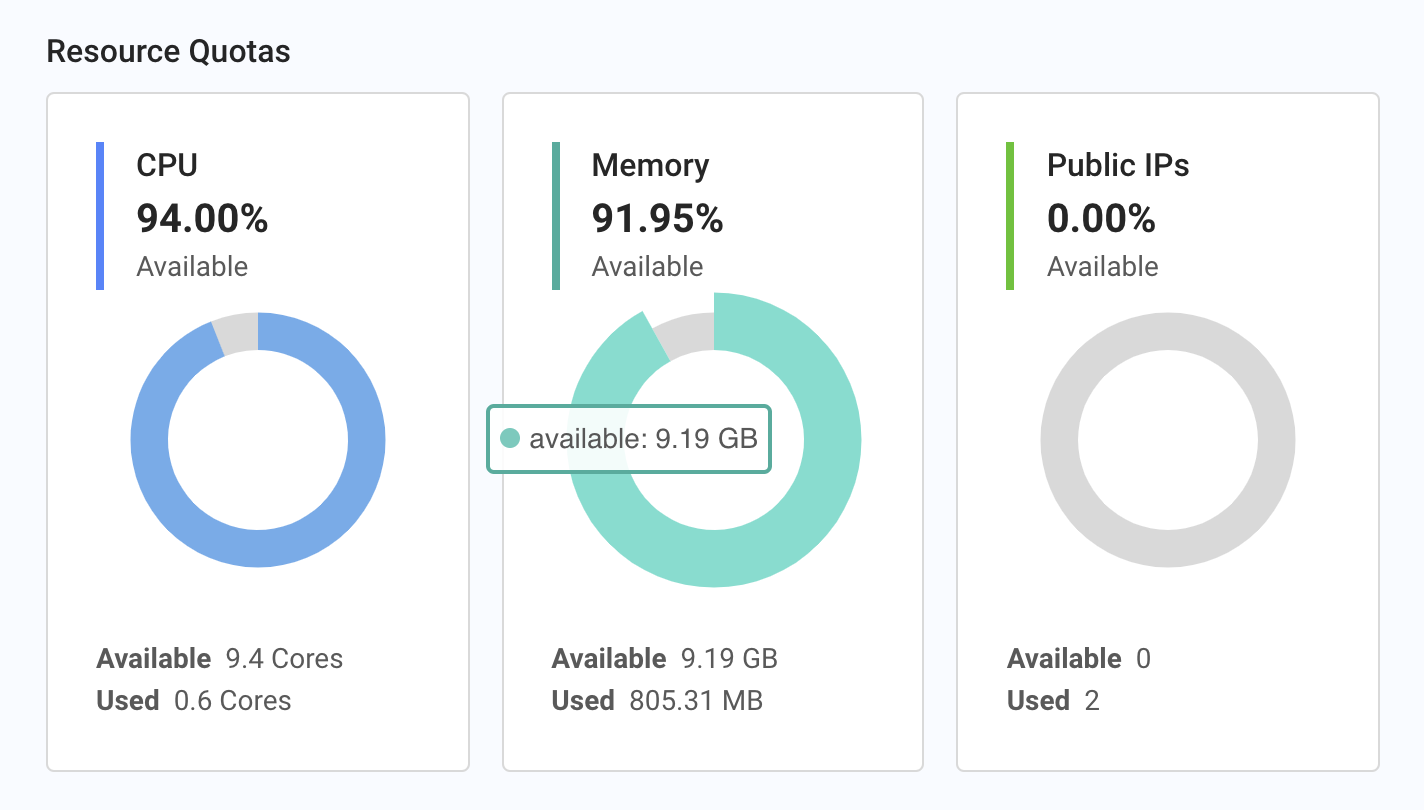 Resource Quotas
CPU
94.00%
Available
Available 9.4 Cores
Used 0.6 Cores
Memory
91.95%
Available
available: 9.19 GB
Available 9.19 GB
Used 805.31 MB
Public IPs
0.00%
Available
Available 0
Used 2